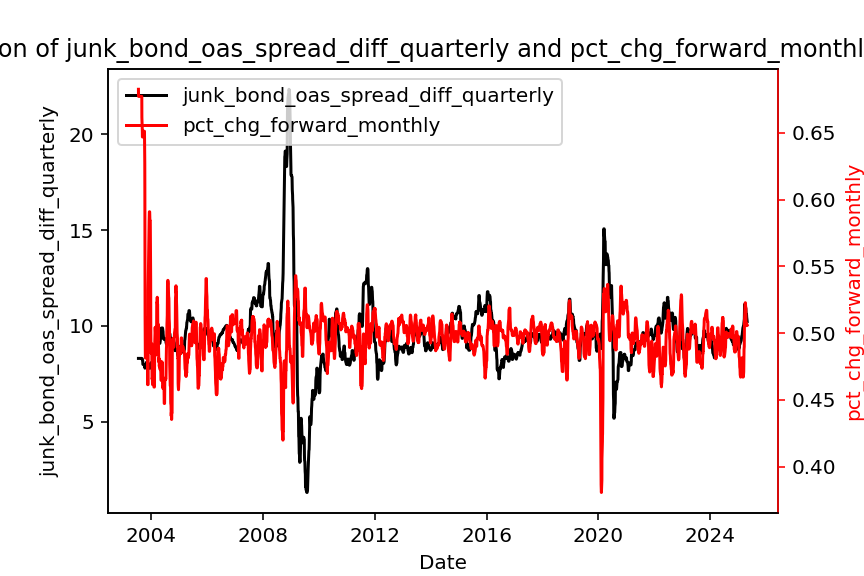 on of junk_bond_oas_spread_diff_quarterly and pct_chg_forward_monthl
junk_bond_oas_spread_diff_quarterly
pct_chg_forward_monthly
junk_bond_oas_spread_diff_quarterly
20
15
10
5
0.65
0.60
0.55
0.50
0.45
0.40
pct_chg_forward_monthly
2004
2008
2012
2016
2020
2024
Date